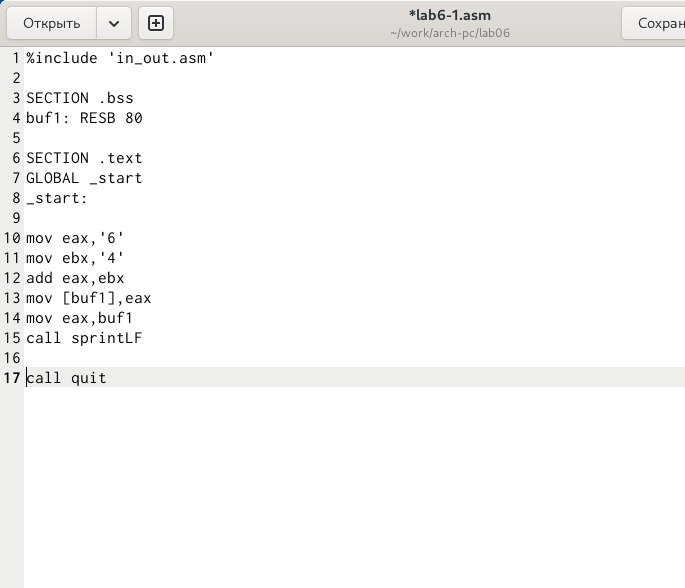 Открыть
*lab6-1.asm
~/work/arch-pc/lab06
Сохран
1 %include 'in_out.asm'
2
3 SECTION .bss
4 buf1: RESB 80
5
6 SECTION .text
7 GLOBAL _start
8 _start:
9
10 mov eax,'6'
11 mov ebx,'4'
12 add eax,ebx
13 mov [buf1],eax
14 mov eax,buf1
15 call sprintLF
16
17 call quit